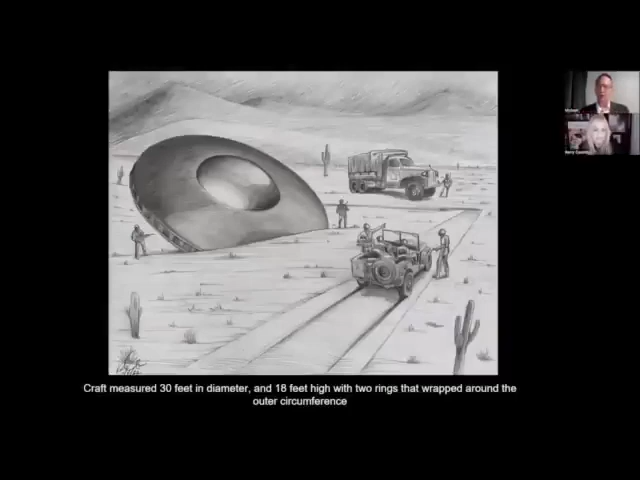 Craft measured 30 feet in diameter, and 18 feet high with two rings that wrapped around the
outer circumference